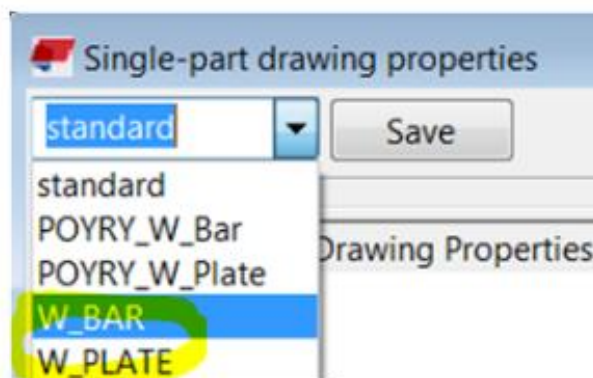 Single-part drawing properties
standard
Save
standard
POYRY_W_Bar
POYRY_W_Plate
Drawing Properties
W_BAR
W_PLATE